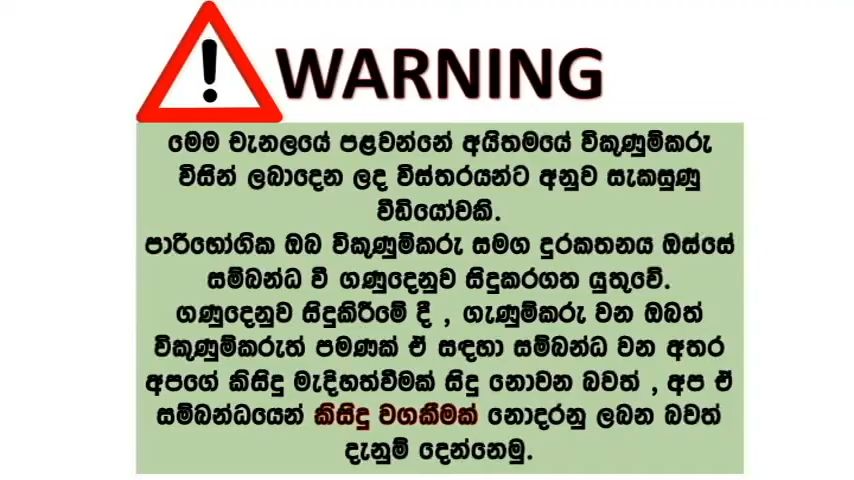 WARNING
මෙම චැනලයේ පළවන්නේ අයිතමයේ විකුණුම්කරු
විසින් ලබාදෙන ලද විස්තරයන්ට අනුව සැකසුණු
වීඩියෝවකි.
පාරිභෝගික ඔබ විකුණුම්කරු සමග දුරකතනය ඔස්සේ
සම්බන්ධ වී ගණුදෙනුව සිදුකරගත යුතුවේ.
ගණුදෙනුව සිදුකිරීමේ දී , ගැණුම්කරු වන ඔබත්
විකුණුම්කරුත් පමණක් ඒ සඳහා සම්බන්ධ වන අතර
අපගේ කිසිදු මැදිහත්වීමක් සිදු නොවන බවත් , අප ඒ
සම්බන්ධයෙන් කිසිදු වගකීමක් නොදරනු ලබන බවත්
දැනුම් දෙන්නෙමු.